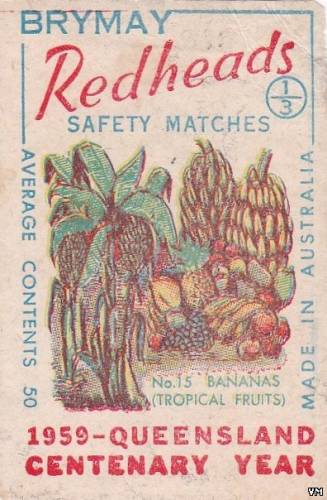 BRYMAY
Redheads
1/3
SAFETY MATCHES
AVERAGE CONTENTS 50
MADE IN AUSTRALIA
No.15 BANANAS
(TROPICAL FRUITS)
1959-QUEENSLAND
CENTENARY YEAR
VM